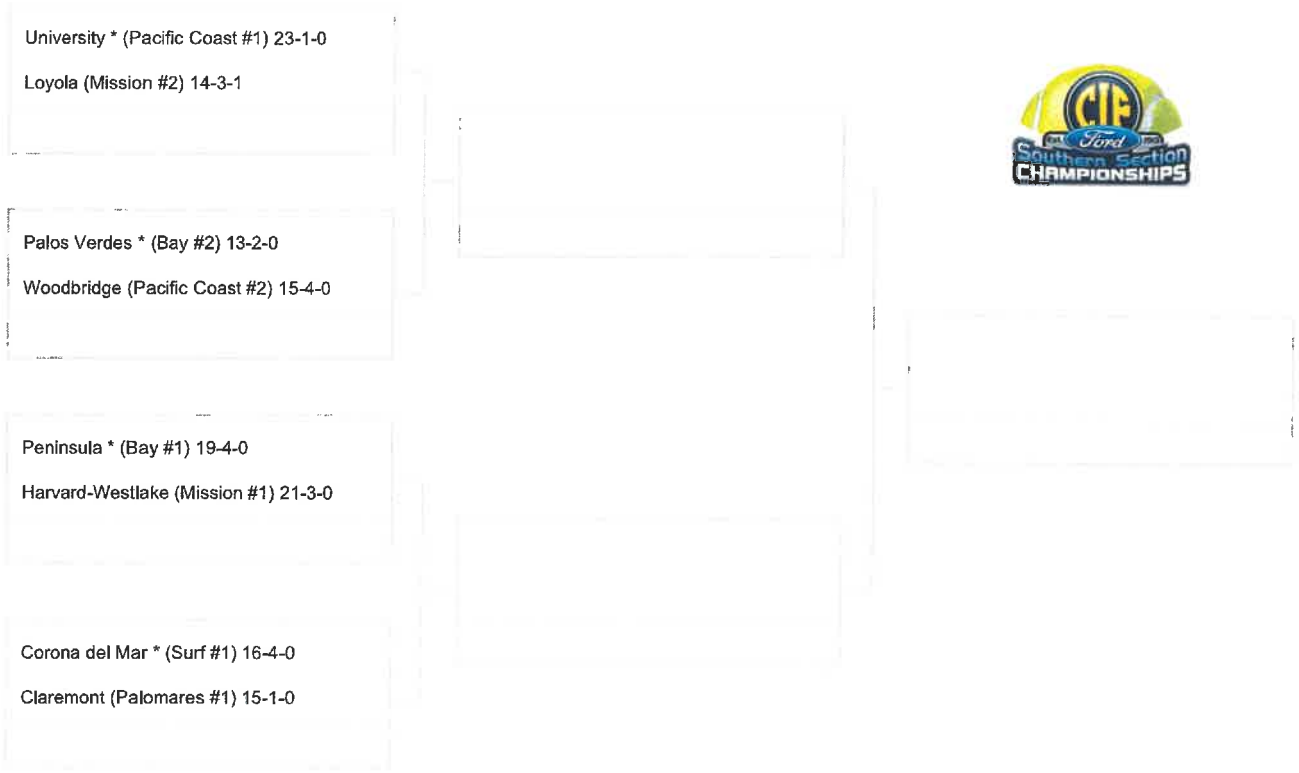 University * (Pacific Coast #1) 23-1-0
Loyola (Mission #2) 14-3-1
Palos Verdes * (Bay #2) 13-2-0
Woodbridge (Pacific Coast #2) 15-4-0
Peninsula * (Bay #1) 19-4-0
Harvard-Westlake (Mission #1) 21-3-0
Corona del Mar * (Surf #1) 16-4-0
Claremont (Palomares #1) 15-1-0
CIF
Ford
Southern Section
CHAMPIONSHIPS